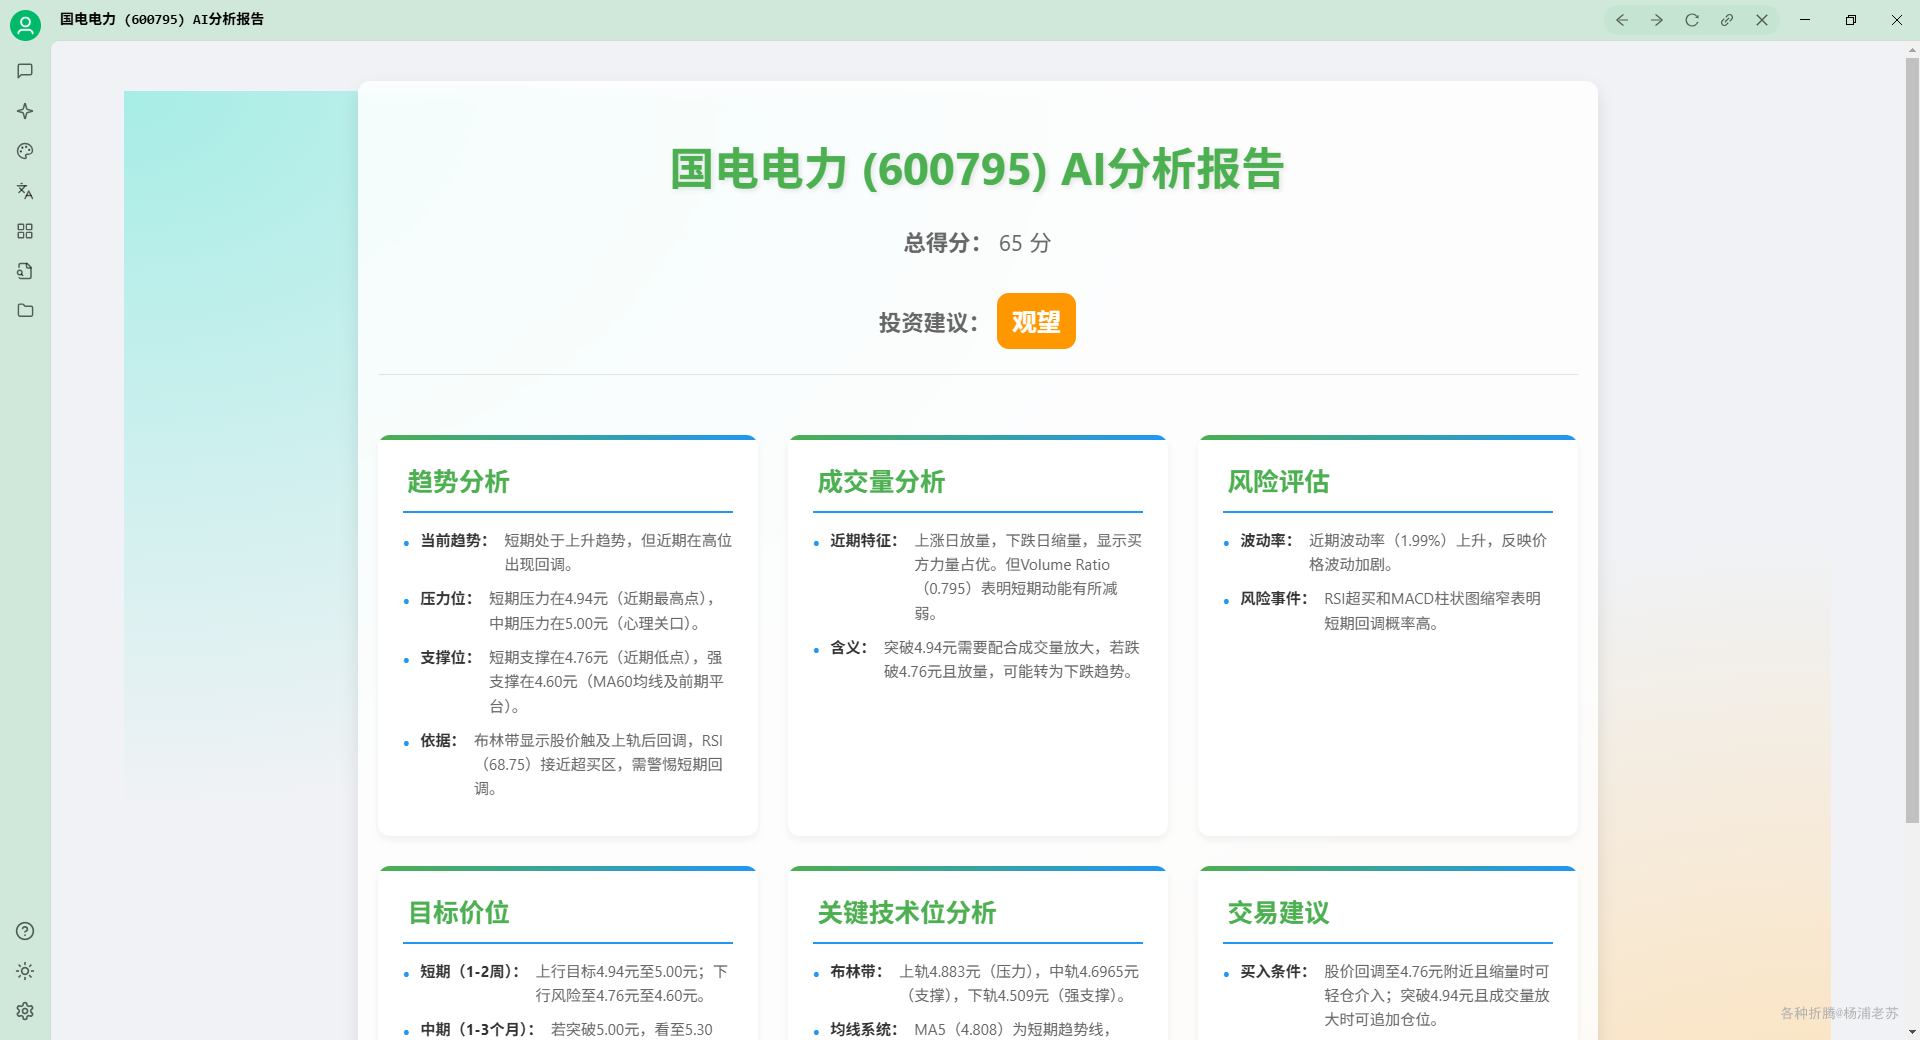 国电电力 (600795) AI分析报告
国电电力 (600795) AI分析报告
总得分： 65 分
投资建议： 观望
趋势分析
当前趋势： 短期处于上升趋势，但近期在高位
出现回调。
压力位： 短期压力在4.94元（近期最高点），
中期压力在5.00元（心理关口）。
支撑位： 短期支撑在4.76元（近期低点），强
支撑在4.60元（MA60均线及前期平
台）。
依据： 布林带显示股价触及上轨后回调，RSI
（68.75）接近超买区，需警惕短期回
调。
成交量分析
近期特征： 上涨日放量，下跌日缩量，显示买
方力量占优。但Volume Ratio
（0.795）表明短期动能有所减
弱。
含义： 突破4.94元需要配合成交量放大，若跌
破4.76元且放量，可能转为下跌趋势。
风险评估
波动率： 近期波动率（1.99%）上升，反映价
格波动加剧。
风险事件： RSI超买和MACD柱状图缩窄表明
短期回调概率高。
目标价位
短期（1-2周）： 上行目标4.94元至5.00元；下
行风险至4.76元至4.60元。
中期（1-3个月）： 若突破5.00元，看至5.30
关键技术位分析
布林带： 上轨4.883元（压力），中轨4.6965元
（支撑），下轨4.509元（强支撑）。
均线系统： MA5（4.808）为短期趋势线，
交易建议
买入条件： 股价回调至4.76元附近且缩量时可
轻仓介入；突破4.94元且成交量放
大时可追加仓位。
各种折腾@杨浦老苏